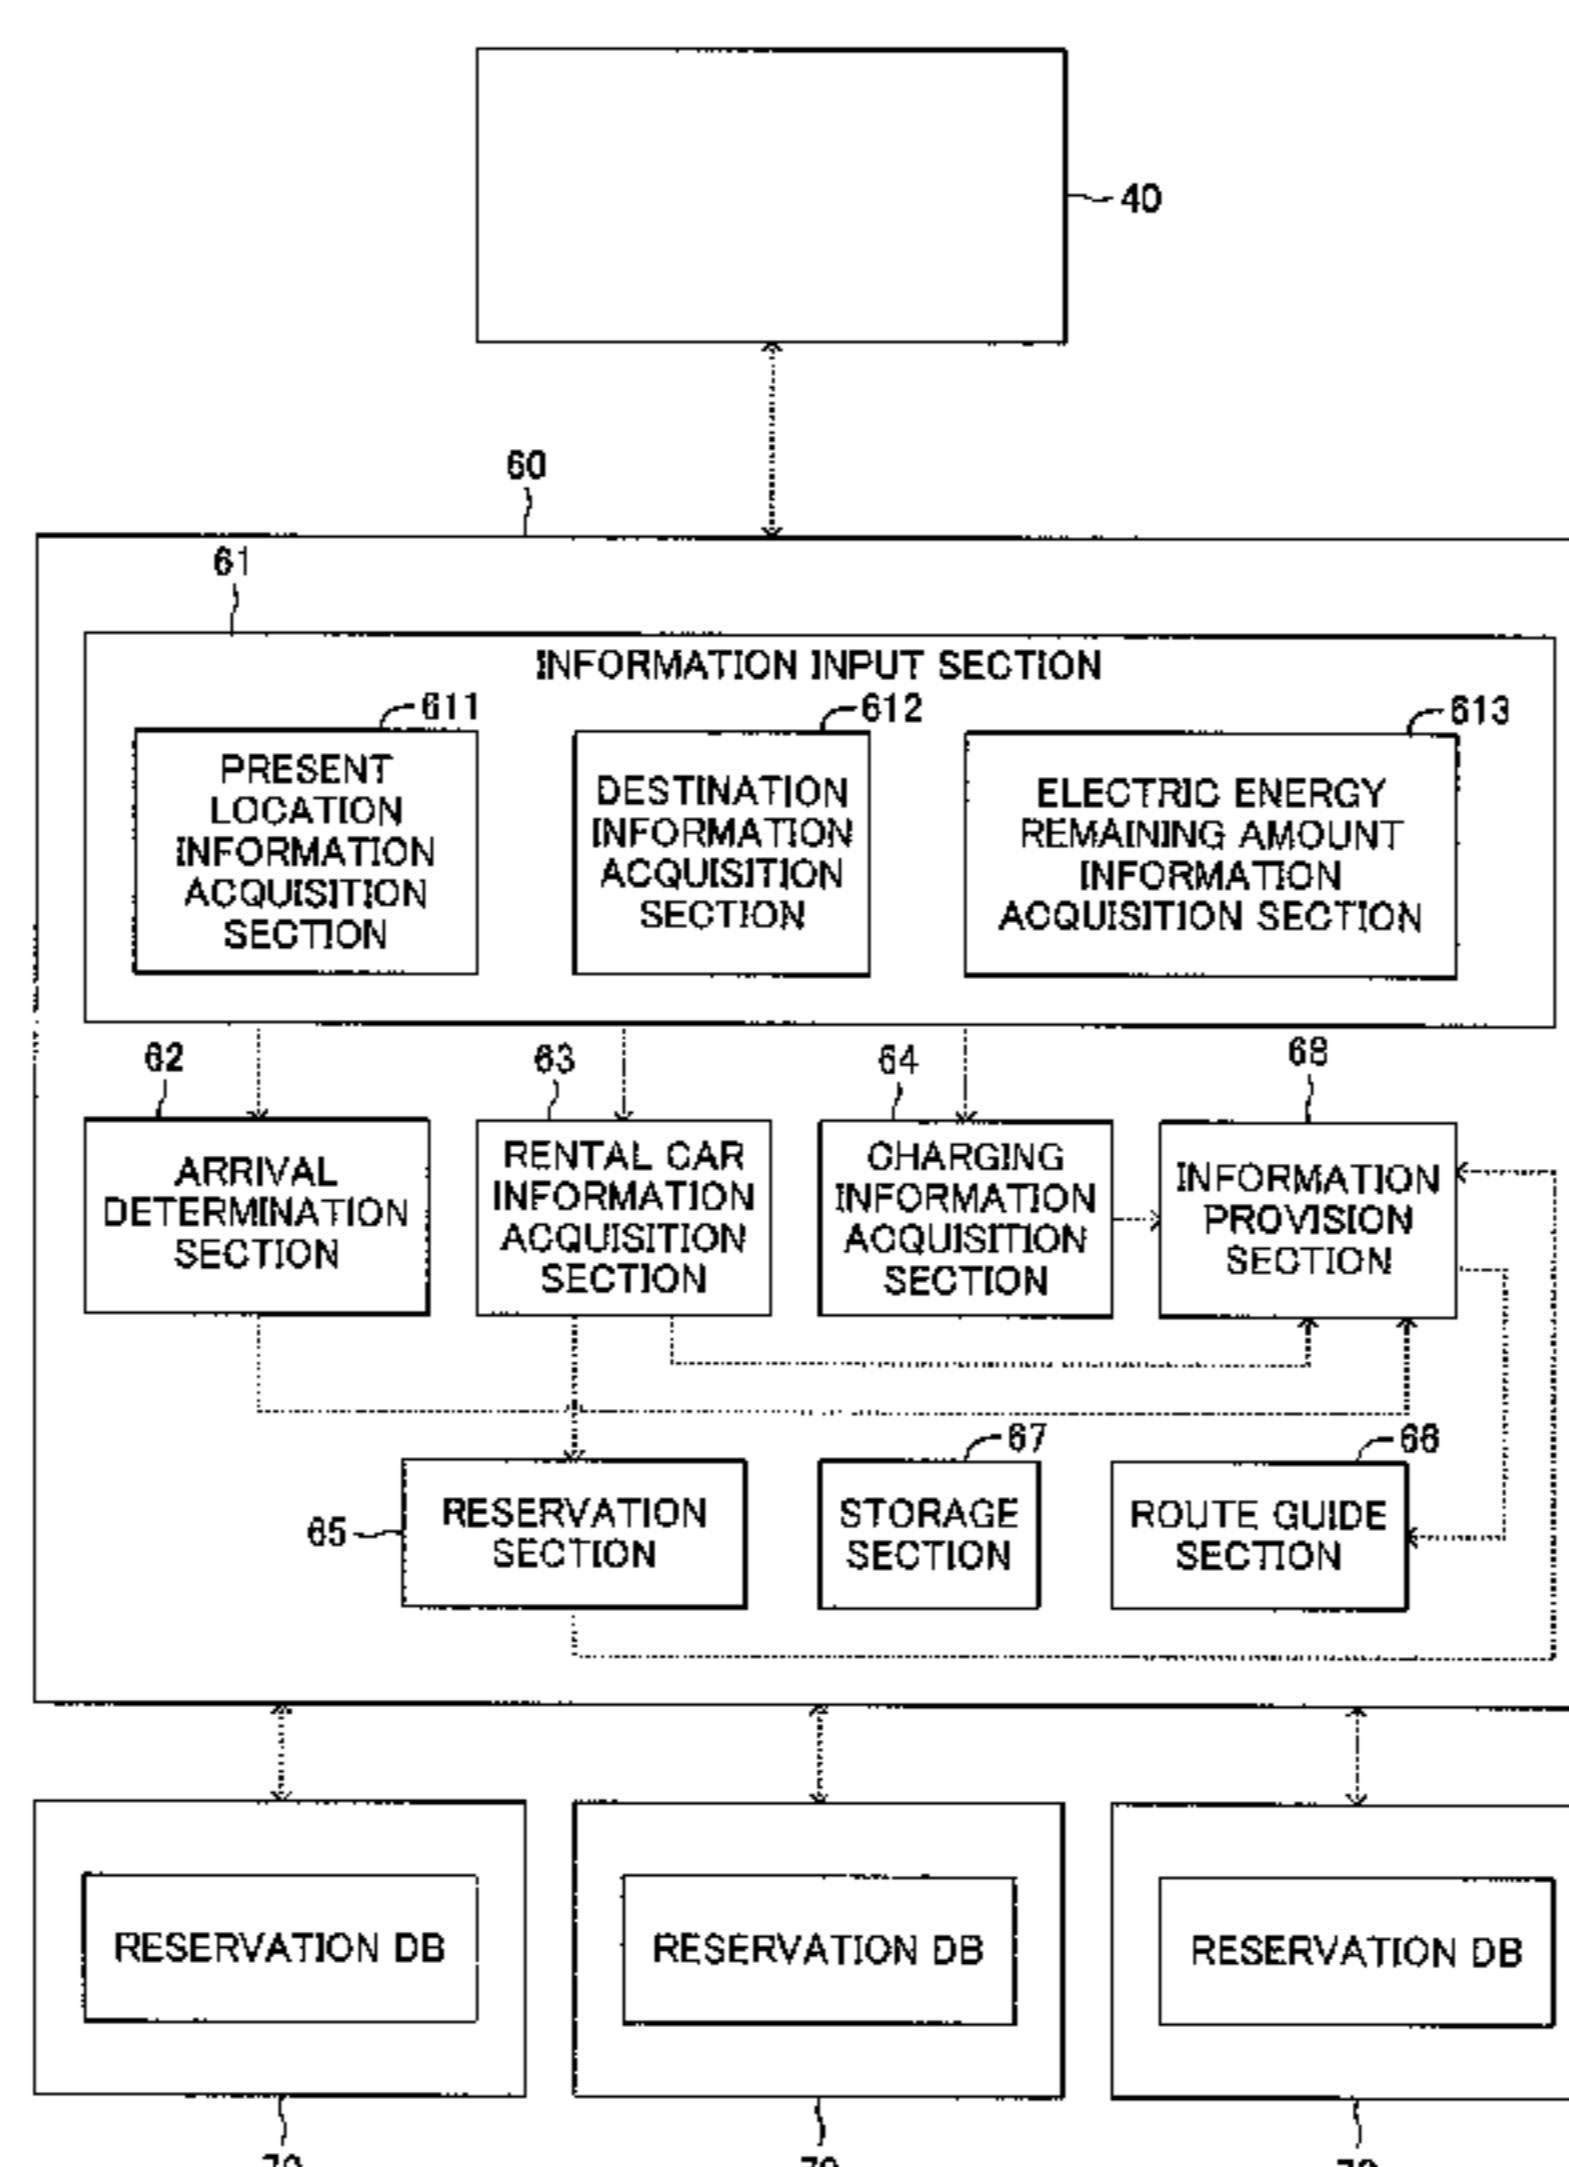 40
60
61
INFORMATION INPUT SECTION
611
612
613
PRESENT
LOCATION
INFORMATION
ACQUISITION
SECTION
DESTINATION
INFORMATION
ACQUISITION
SECTION
ELECTRIC ENERGY
REMAINING AMOUNT
INFORMATION
ACQUISITION SECTION
62
63
64
68
ARRIVAL
DETERMINATION
SECTION
RENTAL CAR
INFORMATION
ACQUISITION
SECTION
CHARGING
INFORMATION
ACQUISITION
SECTION
INFORMATION
PROVISION
SECTION
65
RESERVATION
SECTION
67
STORAGE
SECTION
66
ROUTE GUIDE
SECTION
RESERVATION DB
RESERVATION DB
RESERVATION DB